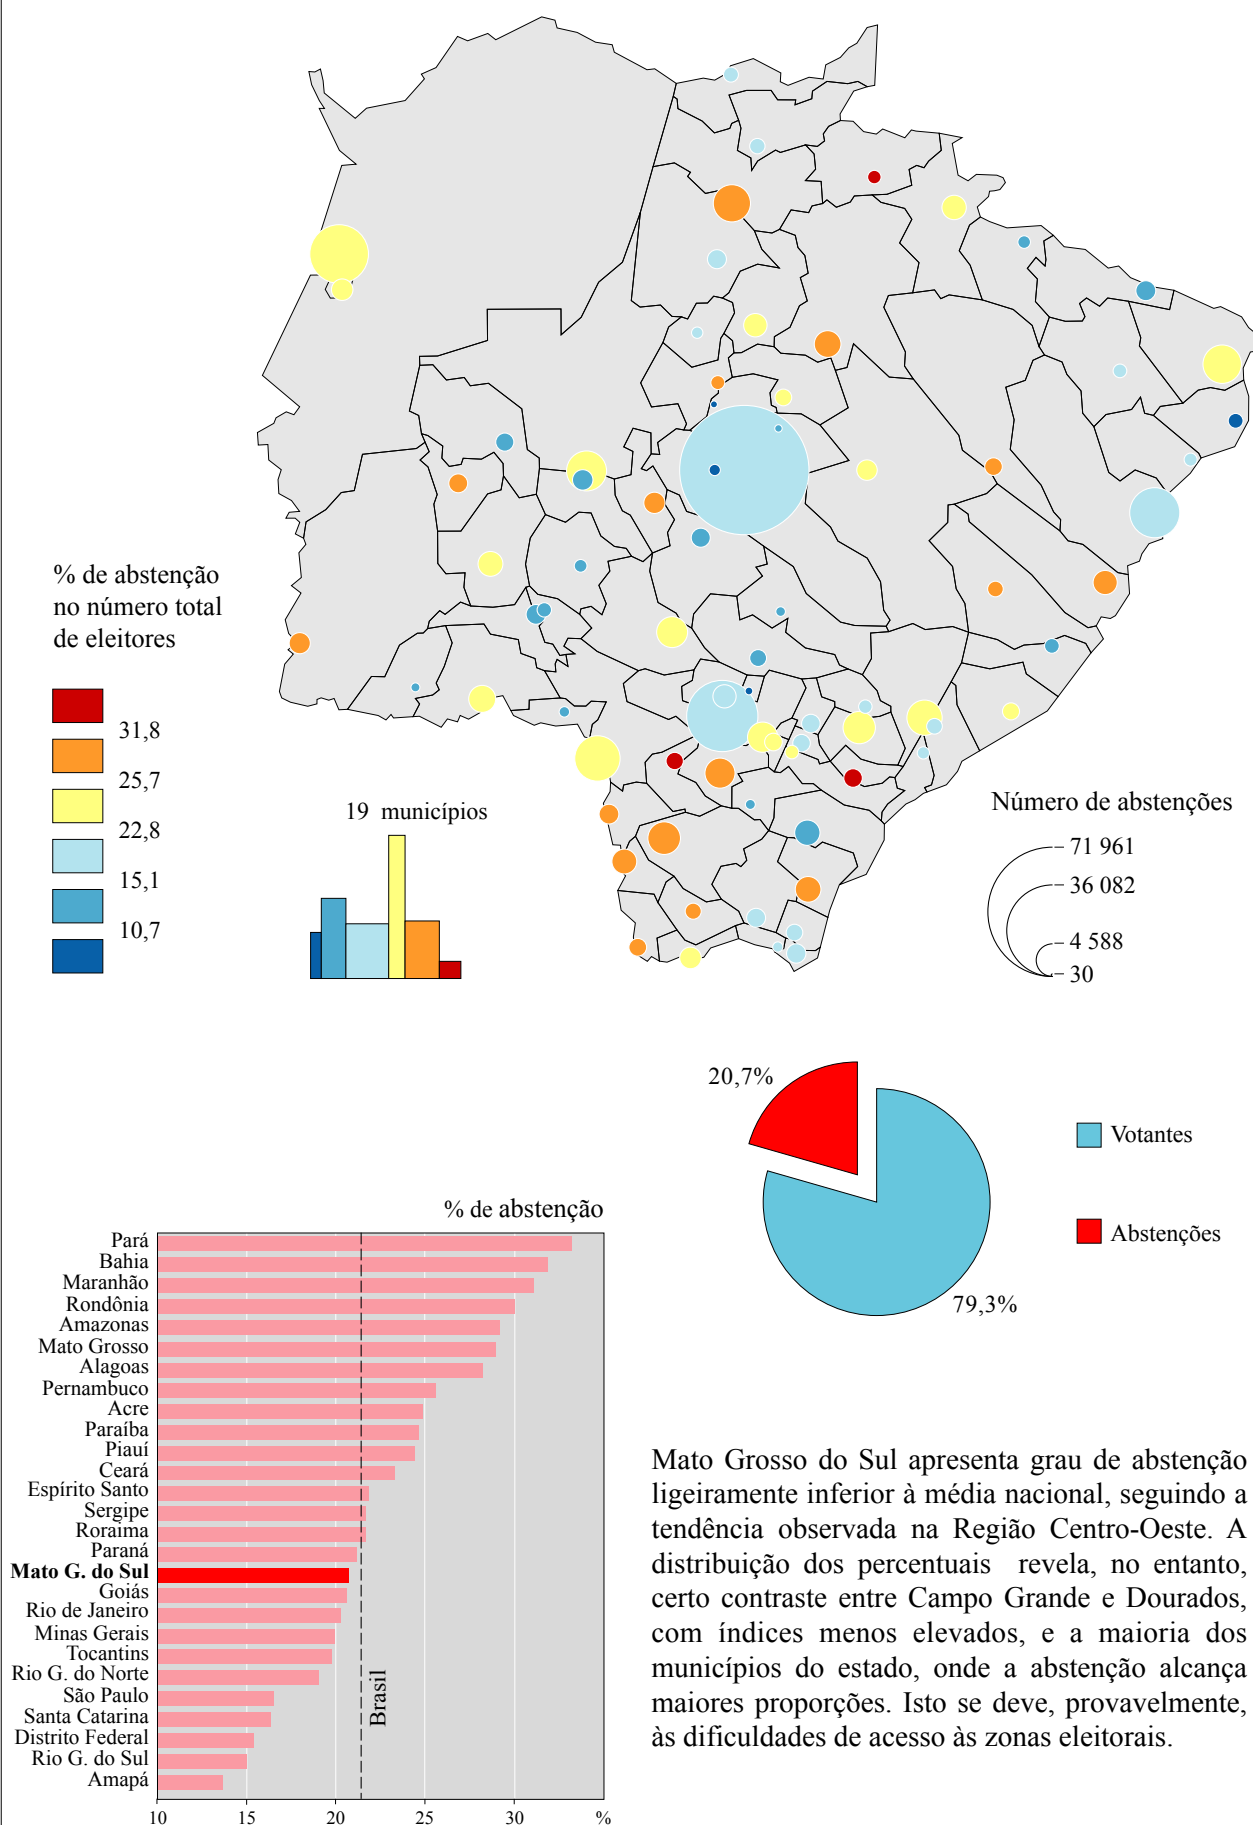 % de abstenção
no número total
de eleitores
31,8
25,7
22,8
15,1
10,7
19 municípios
Número de abstenções
71 961
36 082
4 588
30
20,7%
79,3%
Votantes
Abstenções
% de abstenção
Pará
Bahia
Maranhão
Rondônia
Amazonas
Mato Grosso
Alagoas
Pernambuco
Acre
Paraíba
Piauí
Ceará
Espírito Santo
Sergipe
Roraima
Paraná
Mato G. do Sul
Goiás
Rio de Janeiro
Minas Gerais
Tocantins
Rio G. do Norte
São Paulo
Santa Catarina
Distrito Federal
Rio G. do Sul
Amapá
Brasil
10 15 20 25 30 %
Mato Grosso do Sul apresenta grau de abstenção
ligeiramente inferior à média nacional, seguindo a
tendência observada na Região Centro-Oeste. A
distribuição dos percentuais revela, no entanto,
certo contraste entre Campo Grande e Dourados,
com índices menos elevados, e a maioria dos
municípios do estado, onde a abstenção alcança
maiores proporções. Isto se deve, provavelmente,
às dificuldades de acesso às zonas eleitorais.